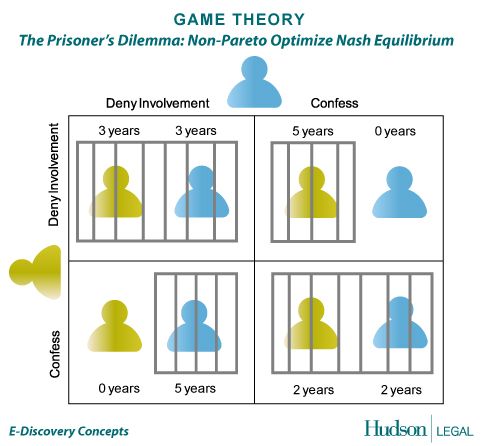 GAME THEORY
The Prisoner's Dilemma: Non-Pareto Optimize Nash Equilibrium
Deny Involvement Confess
Deny Involvement
3 years 3 years 5 years 0 years
Confess
0 years 5 years 2 years 2 years
E-Discovery Concepts Hudson LEGAL